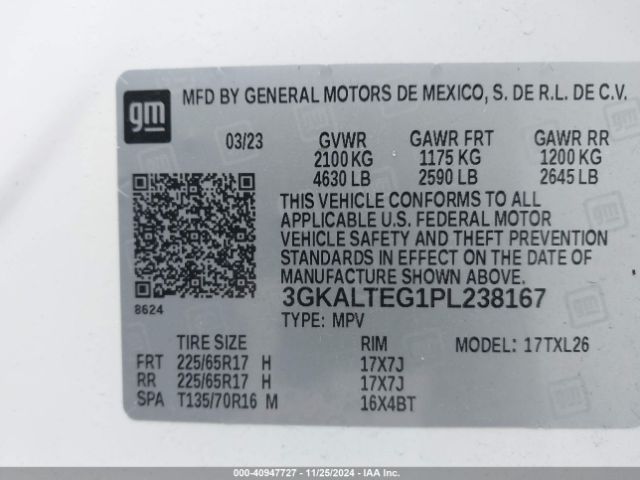 gm
MFD BY GENERAL MOTORS DE MEXICO, S. DE R.L. DE C.V.
03/23 GVWR GAWR FRT GAWR RR
2100 KG 1175 KG 1200 KG
4630 LB 2590 LB 2645 LB
THIS VEHICLE CONFORMS TO ALL
APPLICABLE U.S. FEDERAL MOTOR
VEHICLE SAFETY AND THEFT PREVENTION
STANDARDS IN EFFECT ON THE DATE OF
MANUFACTURE SHOWN ABOVE.
3GKALTEG1PL238167
8624
TYPE: MPV
TIRE SIZE RIM MODEL: 17TXL26
FRT 225/65R17 H 17X7J
RR 225/65R17 H 17X7J
SPA T135/70R16 M 16X4BT
000-40947727 - 11/25/2024 - IAA Inc.